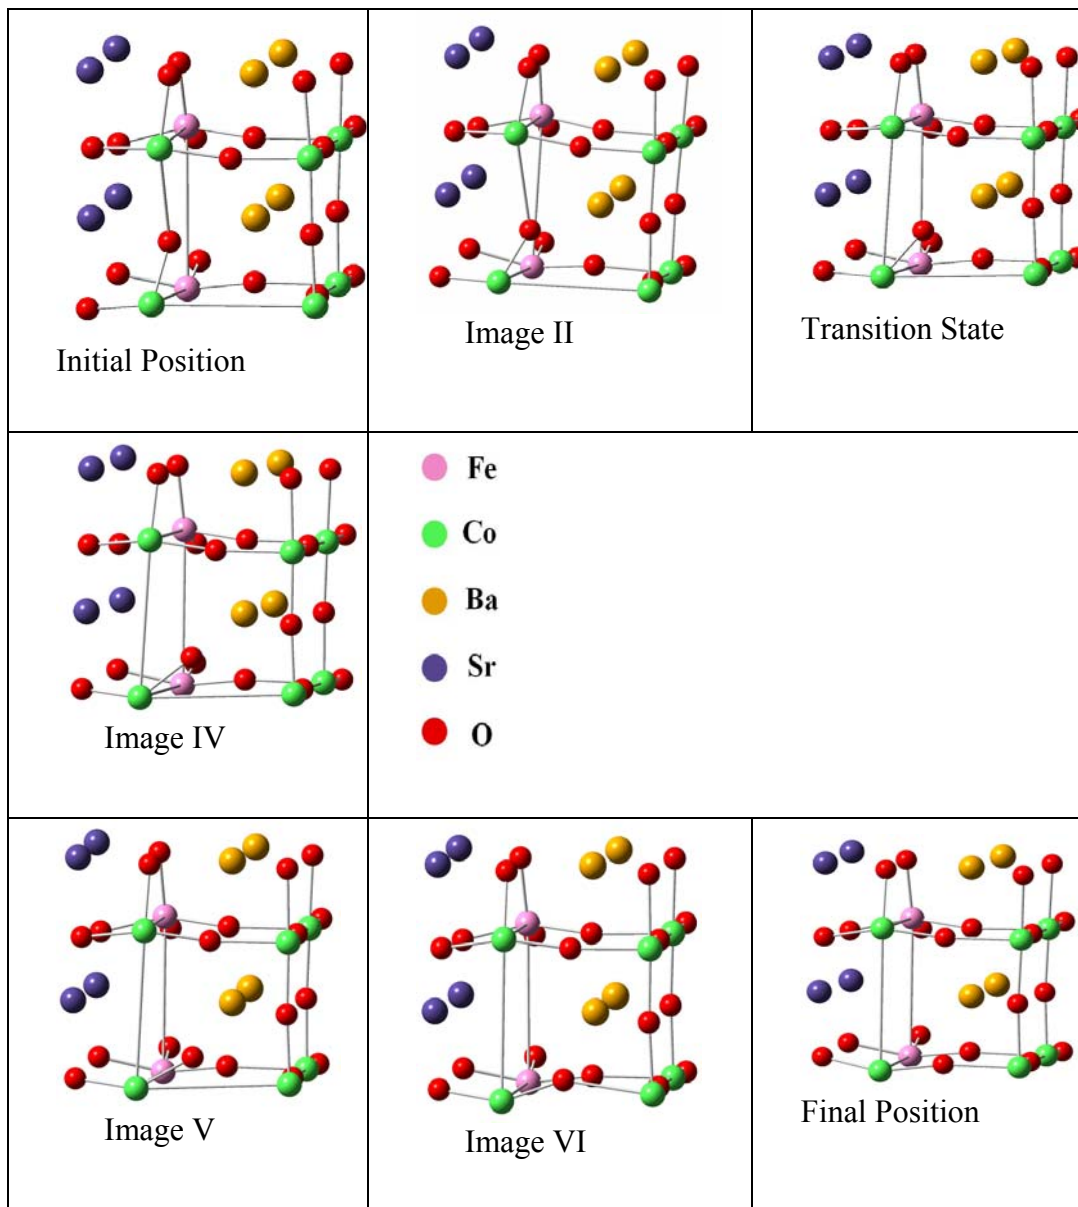 Initial Position
Image II
Transition State
Image IV
Fe
Co
Ba
Sr
O
Image V
Image VI
Final Position